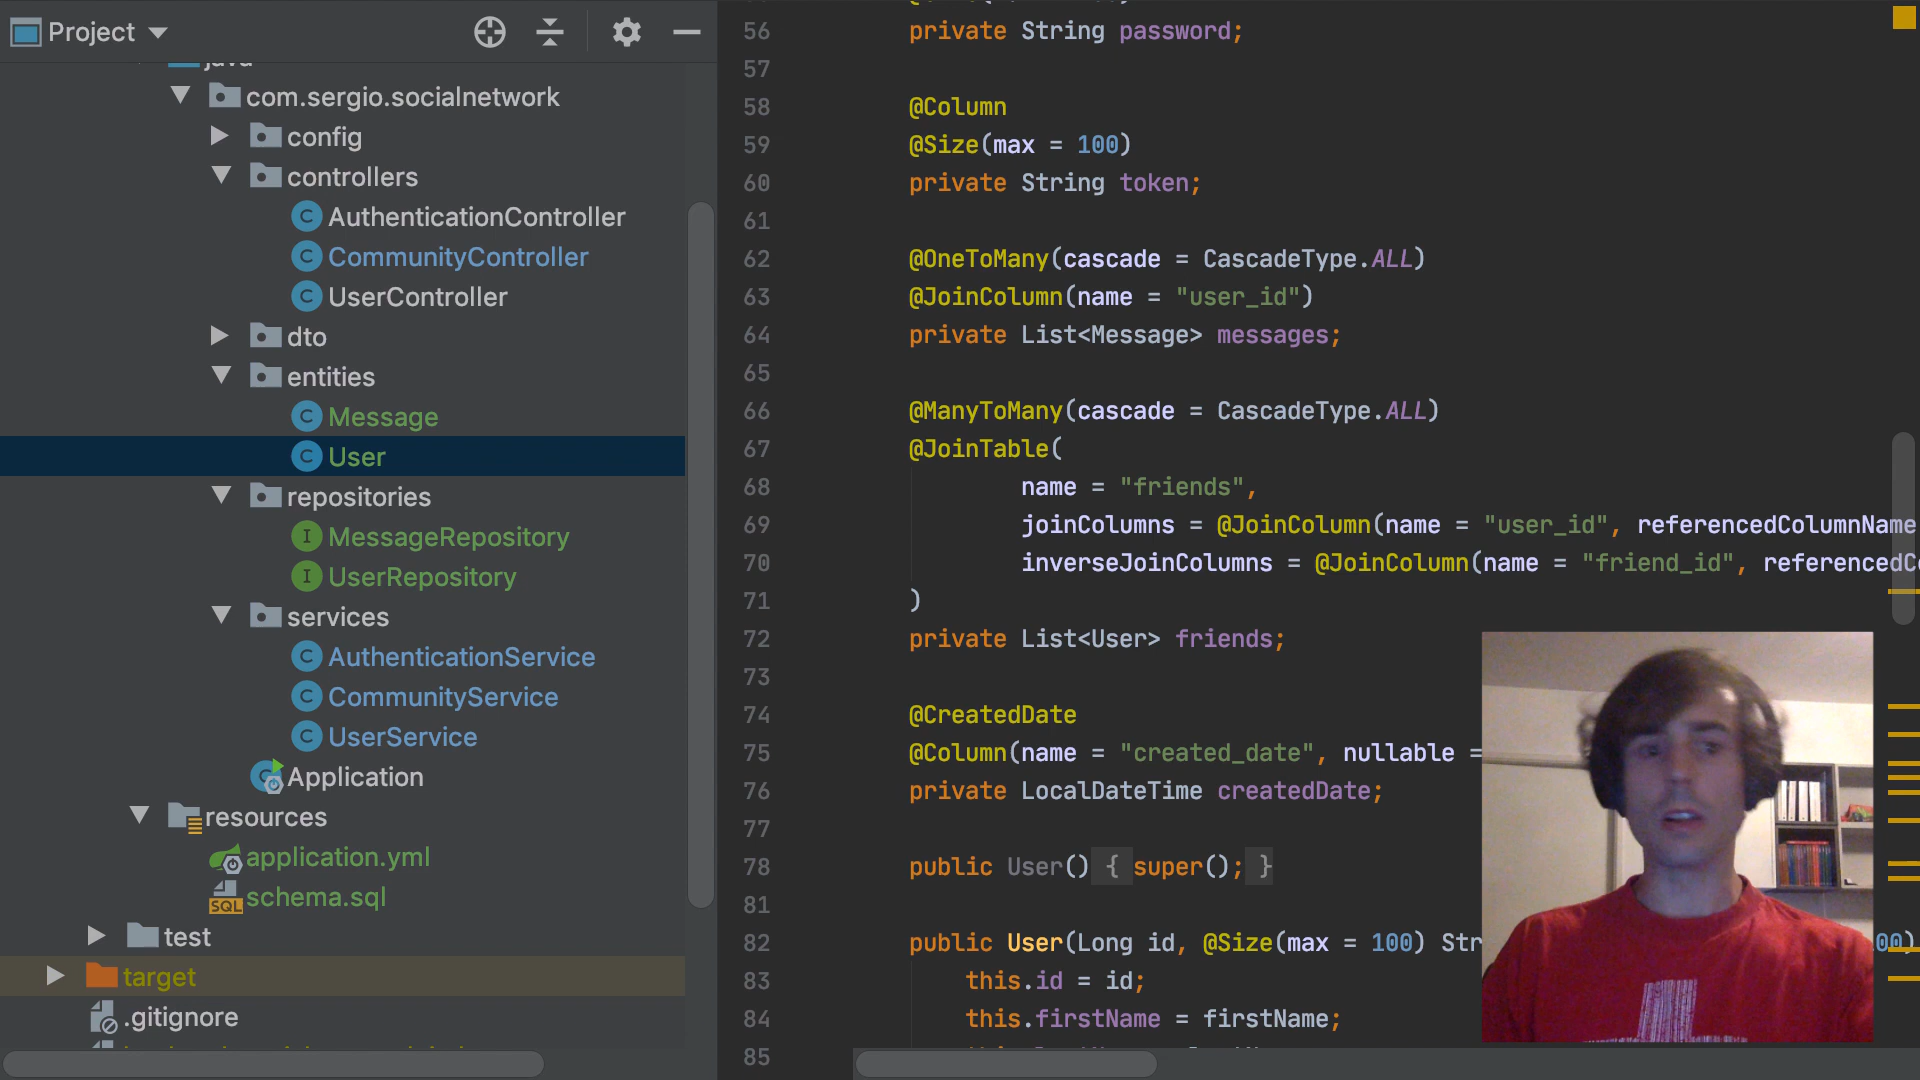 Project
java
com.sergio.socialnetwork
config
controllers
C AuthenticationController
C CommunityController
C UserController
dto
entities
C Message
C User
repositories
I MessageRepository
I UserRepository
services
C AuthenticationService
C CommunityService
C UserService
Application
resources
application.yml
SQL schema.sql
test
target
.gitignore
56 private String password;
57
58 @Column
59 @Size(max = 100)
60 private String token;
61
62 @OneToMany(cascade = CascadeType.ALL)
63 @JoinColumn(name = "user_id")
64 private List<Message> messages;
65
66 @ManyToMany(cascade = CascadeType.ALL)
67 @JoinTable(
68 name = "friends",
69 joinColumns = @JoinColumn(name = "user_id", referencedColumnName
70 inverseJoinColumns = @JoinColumn(name = "friend_id", referencedC
71 )
72 private List<User> friends;
73
74 @CreatedDate
75 @Column(name = "created_date", nullable =
76 private LocalDateTime createdDate;
77
78 public User() { super(); }
81
82 public User(Long id, @Size(max = 100) Str 00)
83 this.id = id;
84 this.firstName = firstName;
85